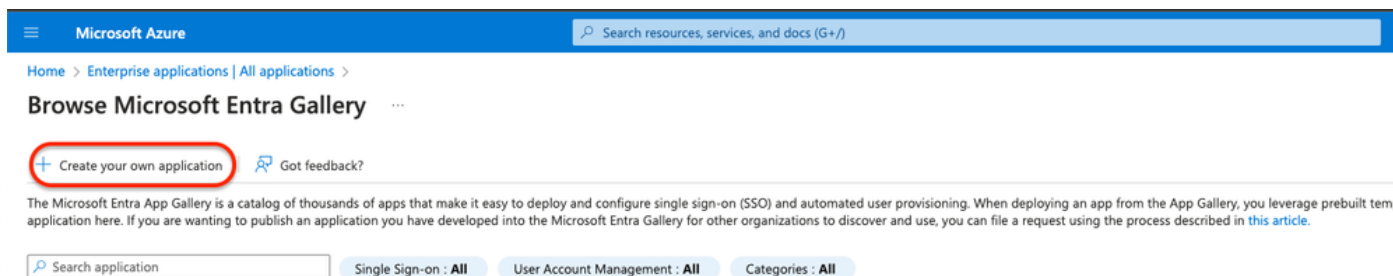 Microsoft Azure
Search resources, services, and docs (G+/)
Home > Enterprise applications | All applications >
Browse Microsoft Entra Gallery ...
+ Create your own application
Got feedback?
The Microsoft Entra App Gallery is a catalog of thousands of apps that make it easy to deploy and configure single sign-on (SSO) and automated user provisioning. When deploying an app from the App Gallery, you leverage prebuilt tem
application here. If you are wanting to publish an application you have developed into the Microsoft Entra Gallery for other organizations to discover and use, you can file a request using the process described in this article.
Search application
Single Sign-on : All
User Account Management : All
Categories : All